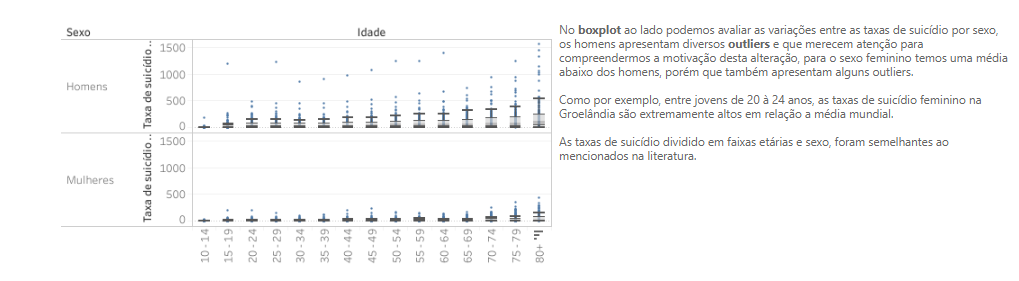 Sexo
Idade
Homens
Taxa de suicídio..
1500
1000
500
0
Mulheres
Taxa de suicídio..
1500
1000
500
0
10 - 14
15 - 19
20 - 24
25 - 29
30 - 34
35 - 39
40 - 44
45 - 49
50 - 54
55 - 59
60 - 64
65 - 69
70 - 74
75 - 79
80+
No boxplot ao lado podemos avaliar as variações entre as taxas de suicídio por sexo,
os homens apresentam diversos outliers e que merecem atenção para
compreendermos a motivação desta alteração, para o sexo feminino temos uma média
abaixo dos homens, porém que também apresentam alguns outliers.
Como por exemplo, entre jovens de 20 à 24 anos, as taxas de suicídio feminino na
Groelândia são extremamente altos em relação a média mundial.
As taxas de suicídio dividido em faixas etárias e sexo, foram semelhantes ao
mencionados na literatura.